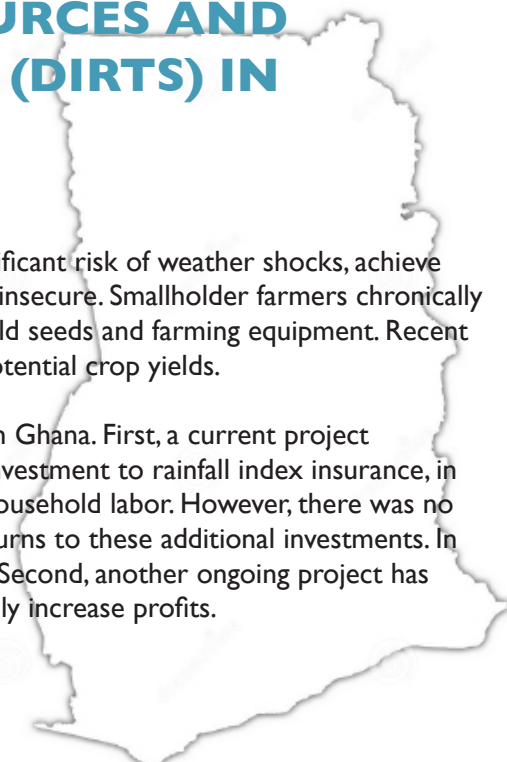 URCES AND
(DIRTS) IN
ificant risk of weather shocks, achieve
insecure. Smallholder farmers chronically
ld seeds and farming equipment. Recent
otential crop yields.
n Ghana. First, a current project
nvestment to rainfall index insurance, in
ousehold labor. However, there was no
urns to these additional investments. In
Second, another ongoing project has
ly increase profits.